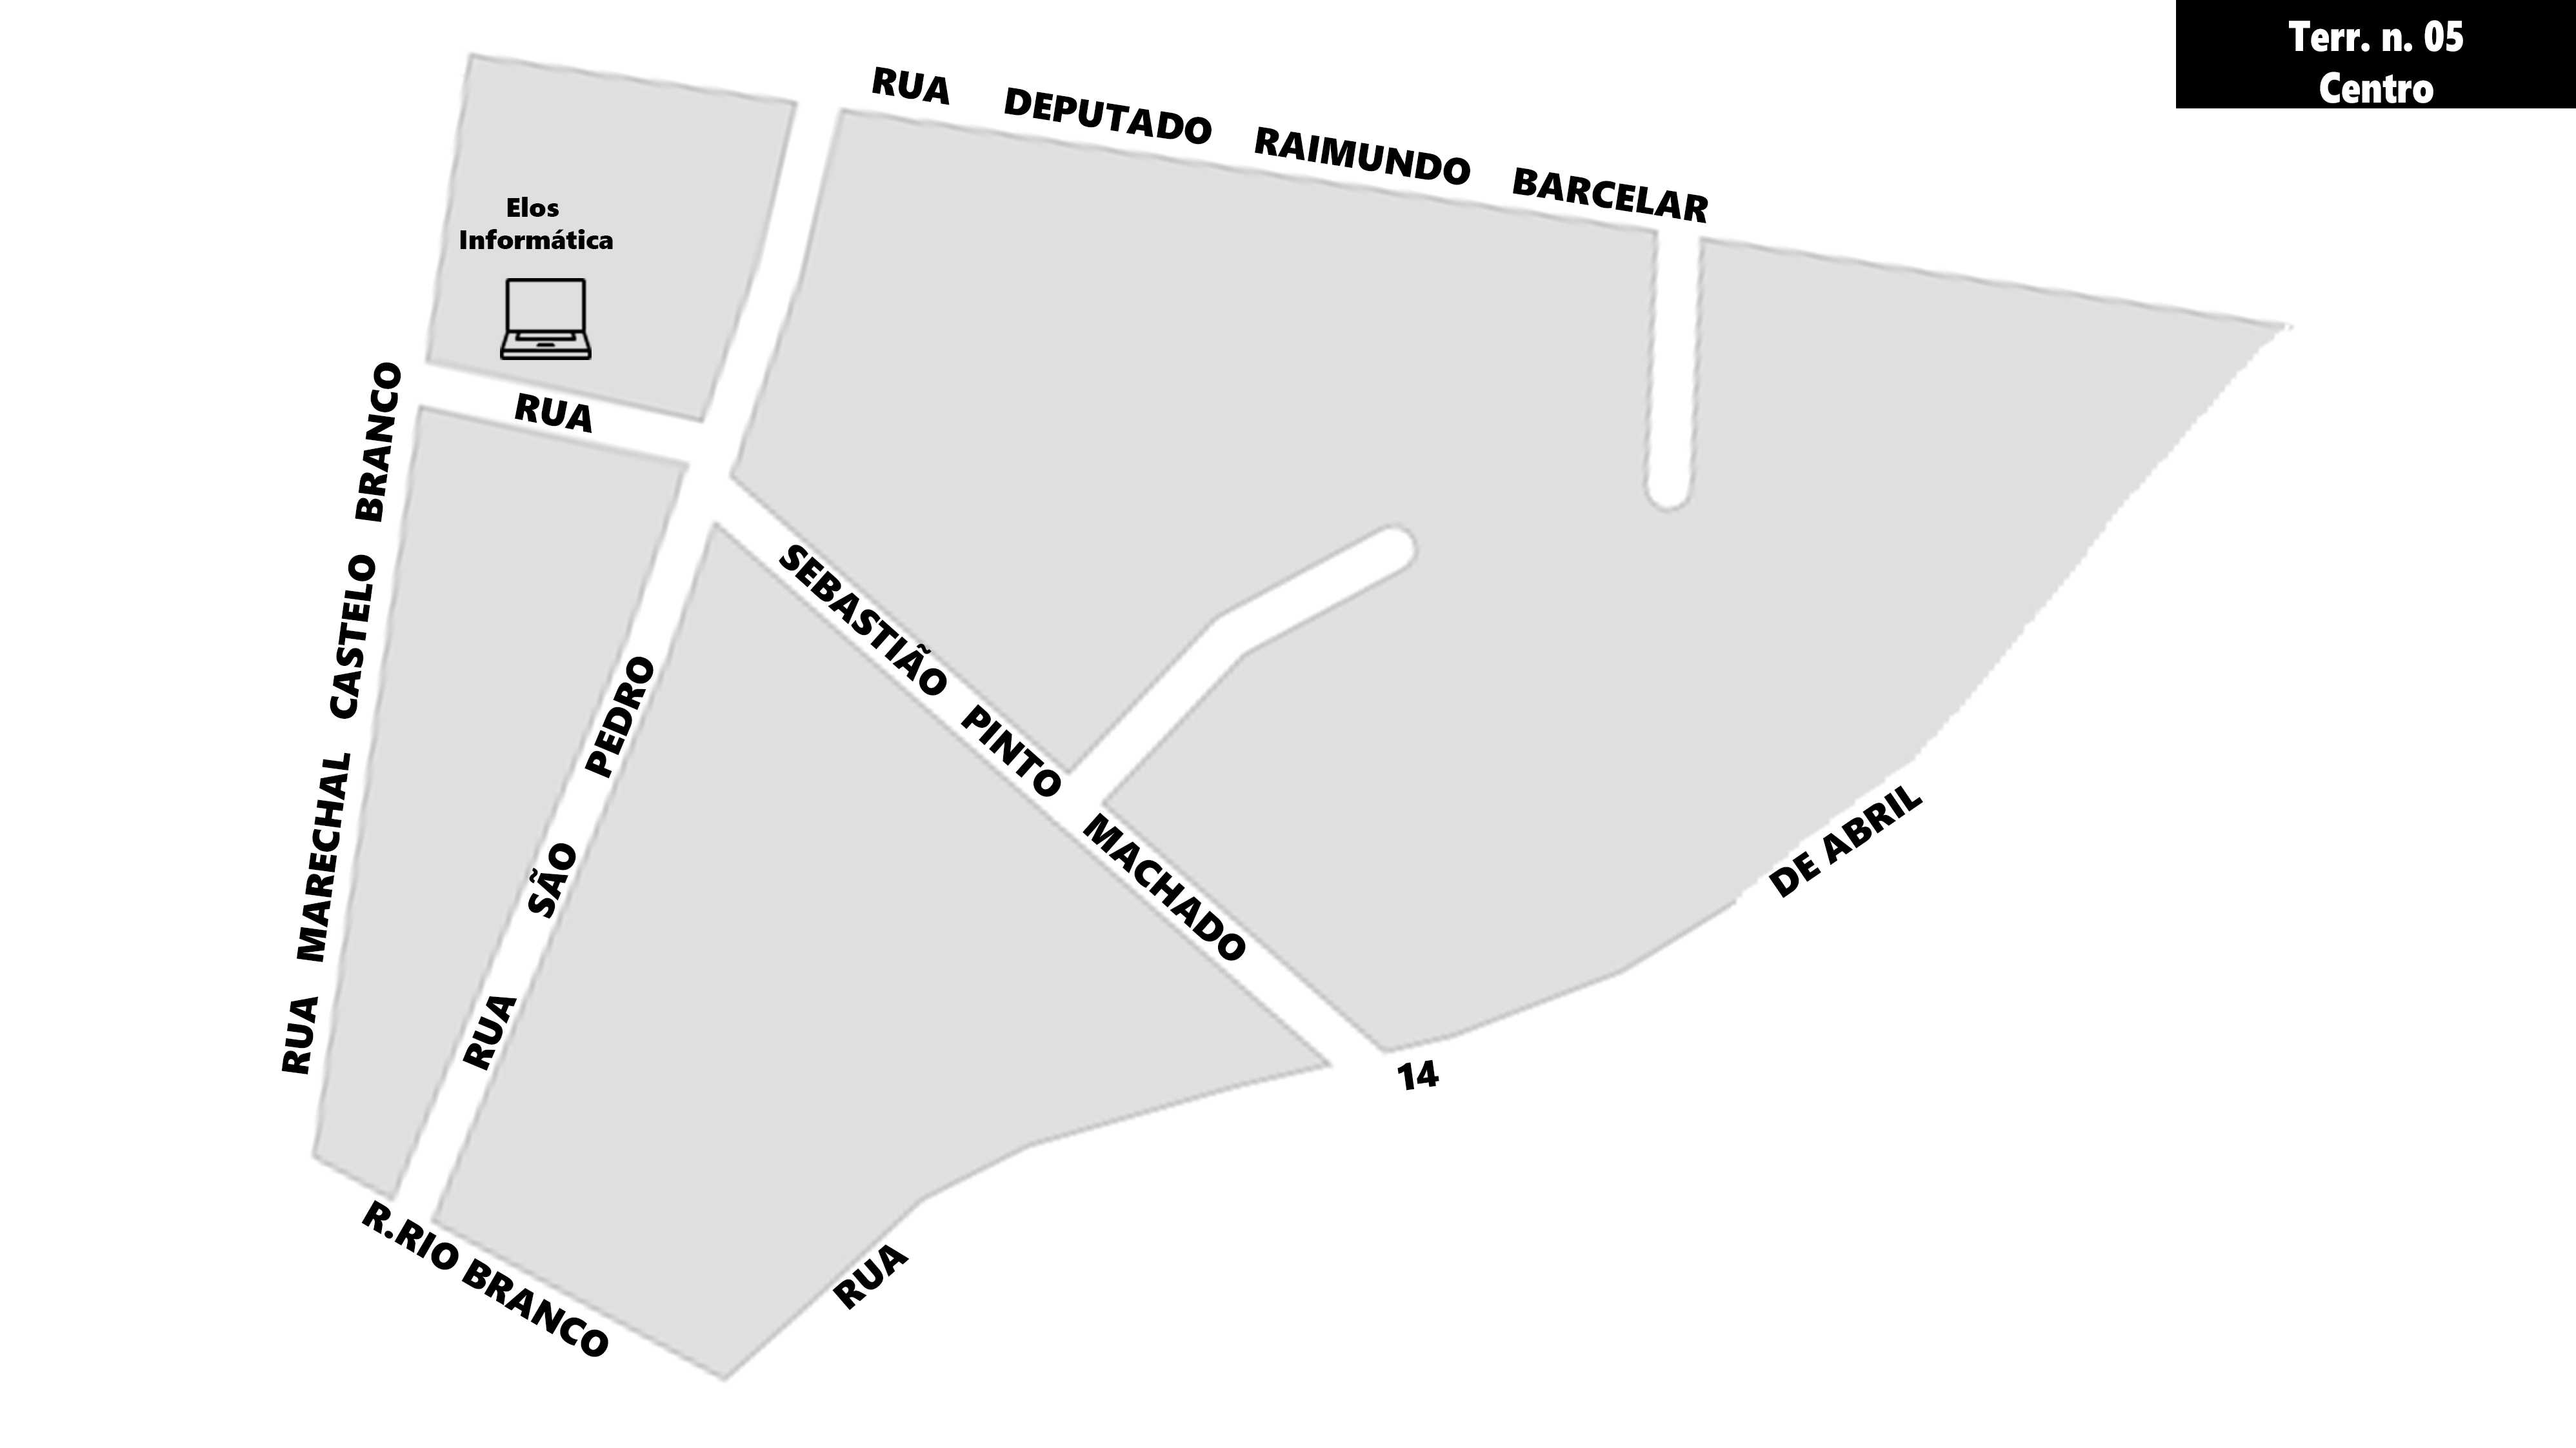 Terr. n. 05
Centro
RUA DEPUTADO RAIMUNDO BARCELAR
Elos
Informática
RUA SEBASTIÃO PINTO MACHADO
RUA MARECHAL CASTELO BRANCO
RUA SÃO PEDRO
RUA 14 DE ABRIL
R.RIO BRANCO